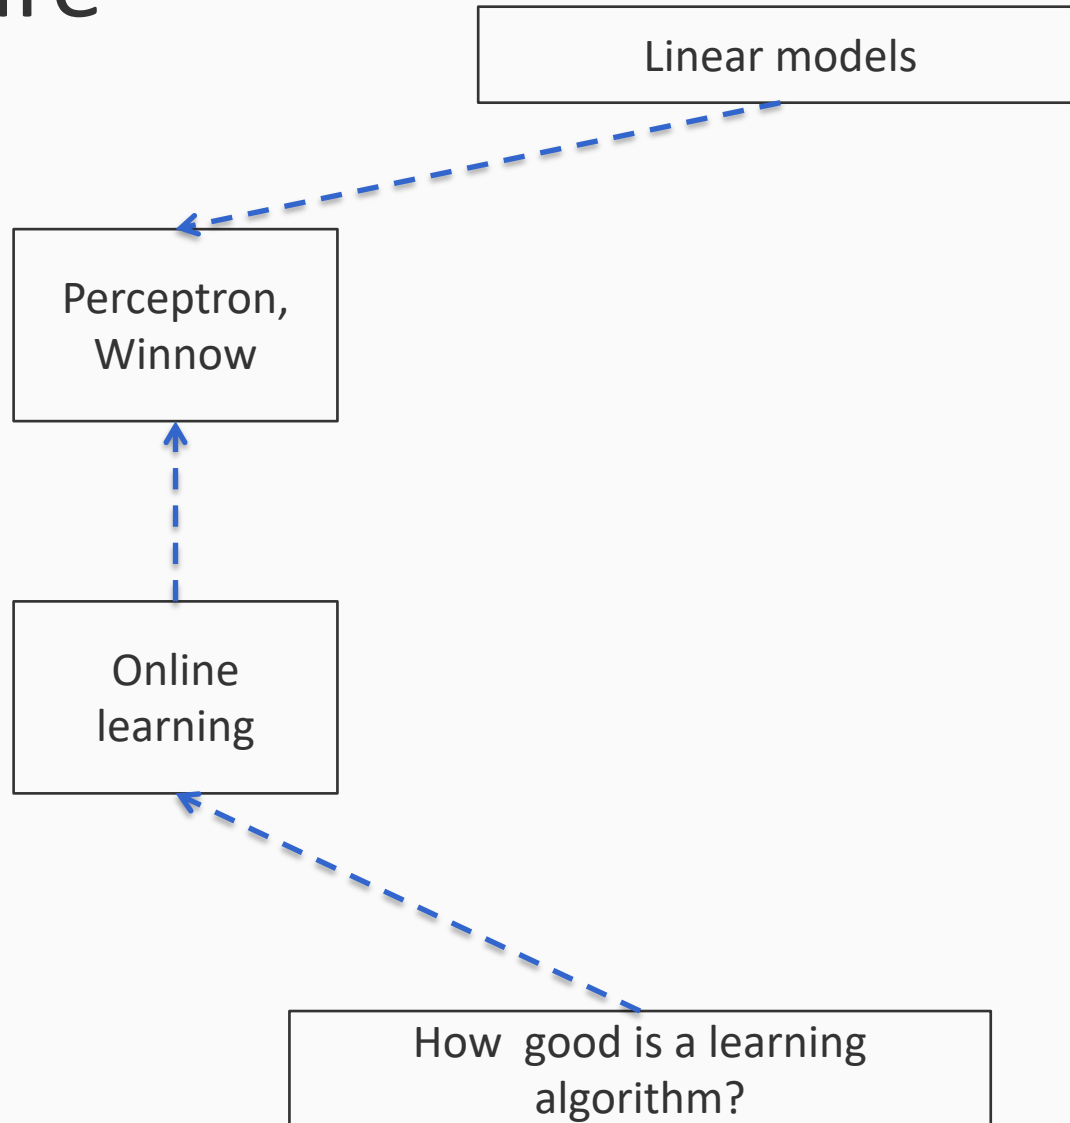 Linear models
Perceptron,
Winnow
Online
learning
How good is a learning
algorithm?